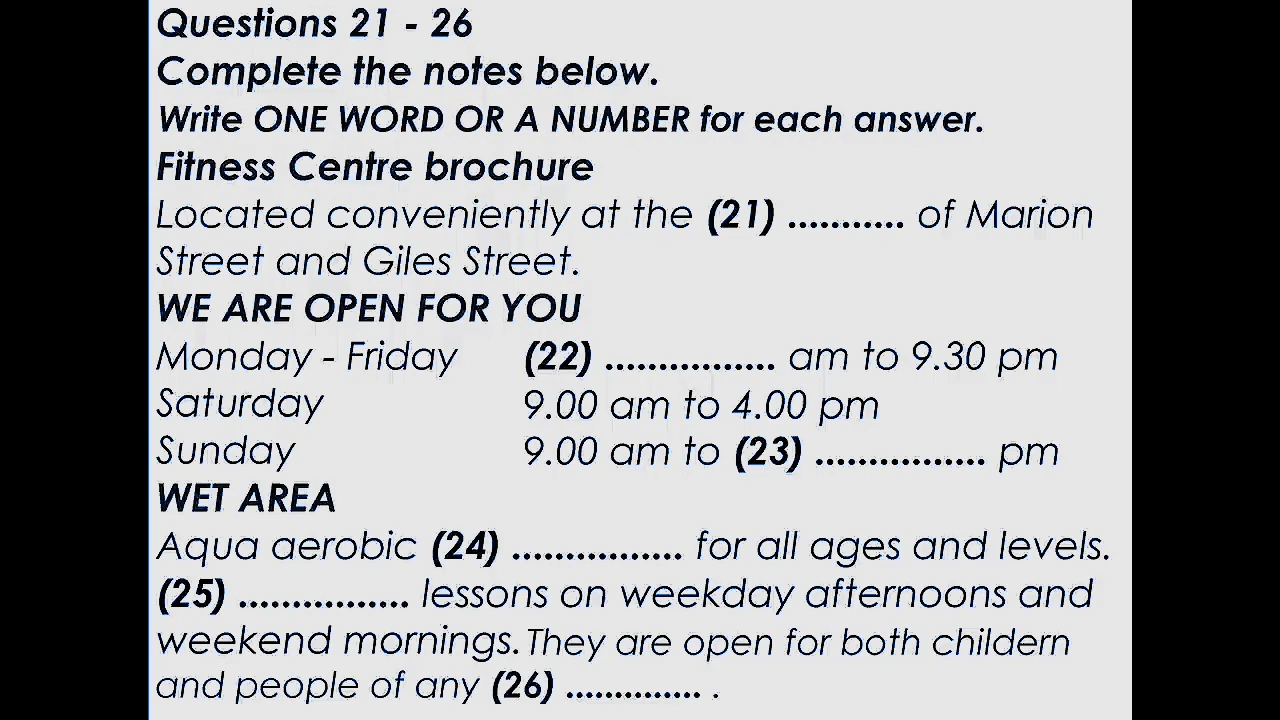 Questions 21 - 26
Complete the notes below.
Write ONE WORD OR A NUMBER for each answer.
Fitness Centre brochure
Located conveniently at the (21) ........... of Marion
Street and Giles Street.
WE ARE OPEN FOR YOU
Monday - Friday (22) ................ am to 9.30 pm
Saturday 9.00 am to 4.00 pm
Sunday 9.00 am to (23) ................ pm
WET AREA
Aqua aerobic (24) ................ for all ages and levels.
(25) ................ lessons on weekday afternoons and
weekend mornings. They are open for both childern
and people of any (26) .............. .